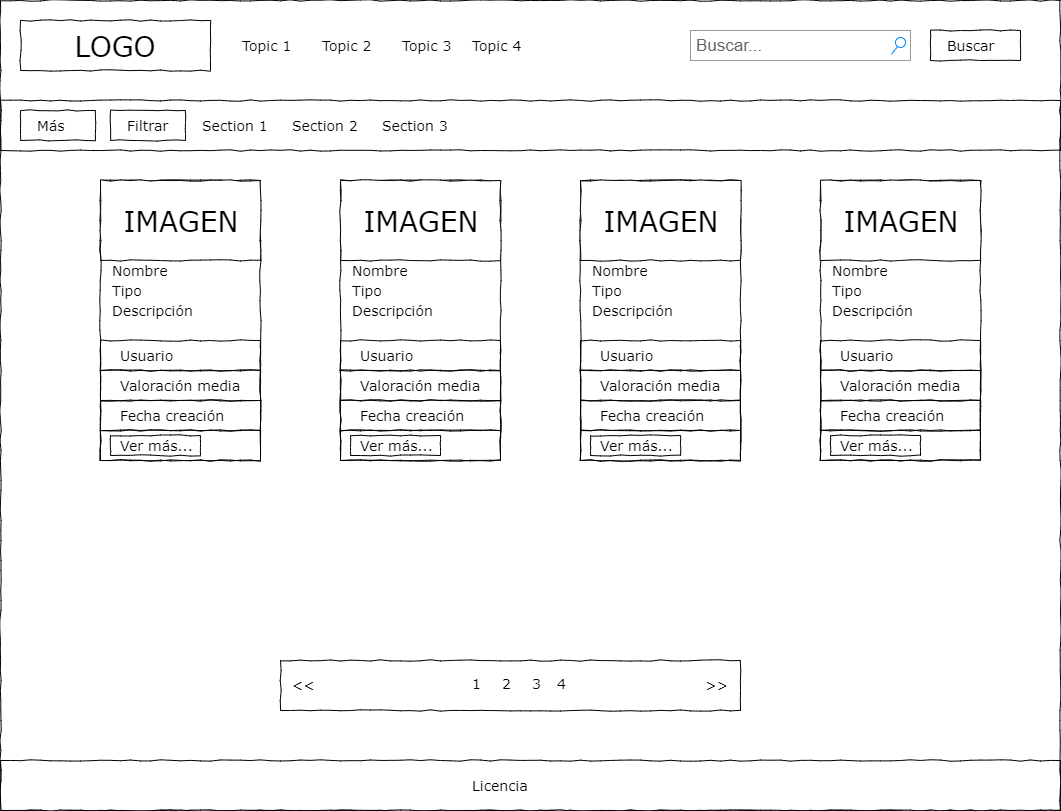 LOGO Topic 1 Topic 2 Topic 3 Topic 4 Buscar... Buscar
Más Filtrar Section 1 Section 2 Section 3
IMAGEN IMAGEN IMAGEN IMAGEN
Nombre Nombre Nombre Nombre
Tipo Tipo Tipo Tipo
Descripción Descripción Descripción Descripción
Usuario Usuario Usuario Usuario
Valoración media Valoración media Valoración media Valoración media
Fecha creación Fecha creación Fecha creación Fecha creación
Ver más... Ver más... Ver más... Ver más...
<< 1 2 3 4 >>
Licencia